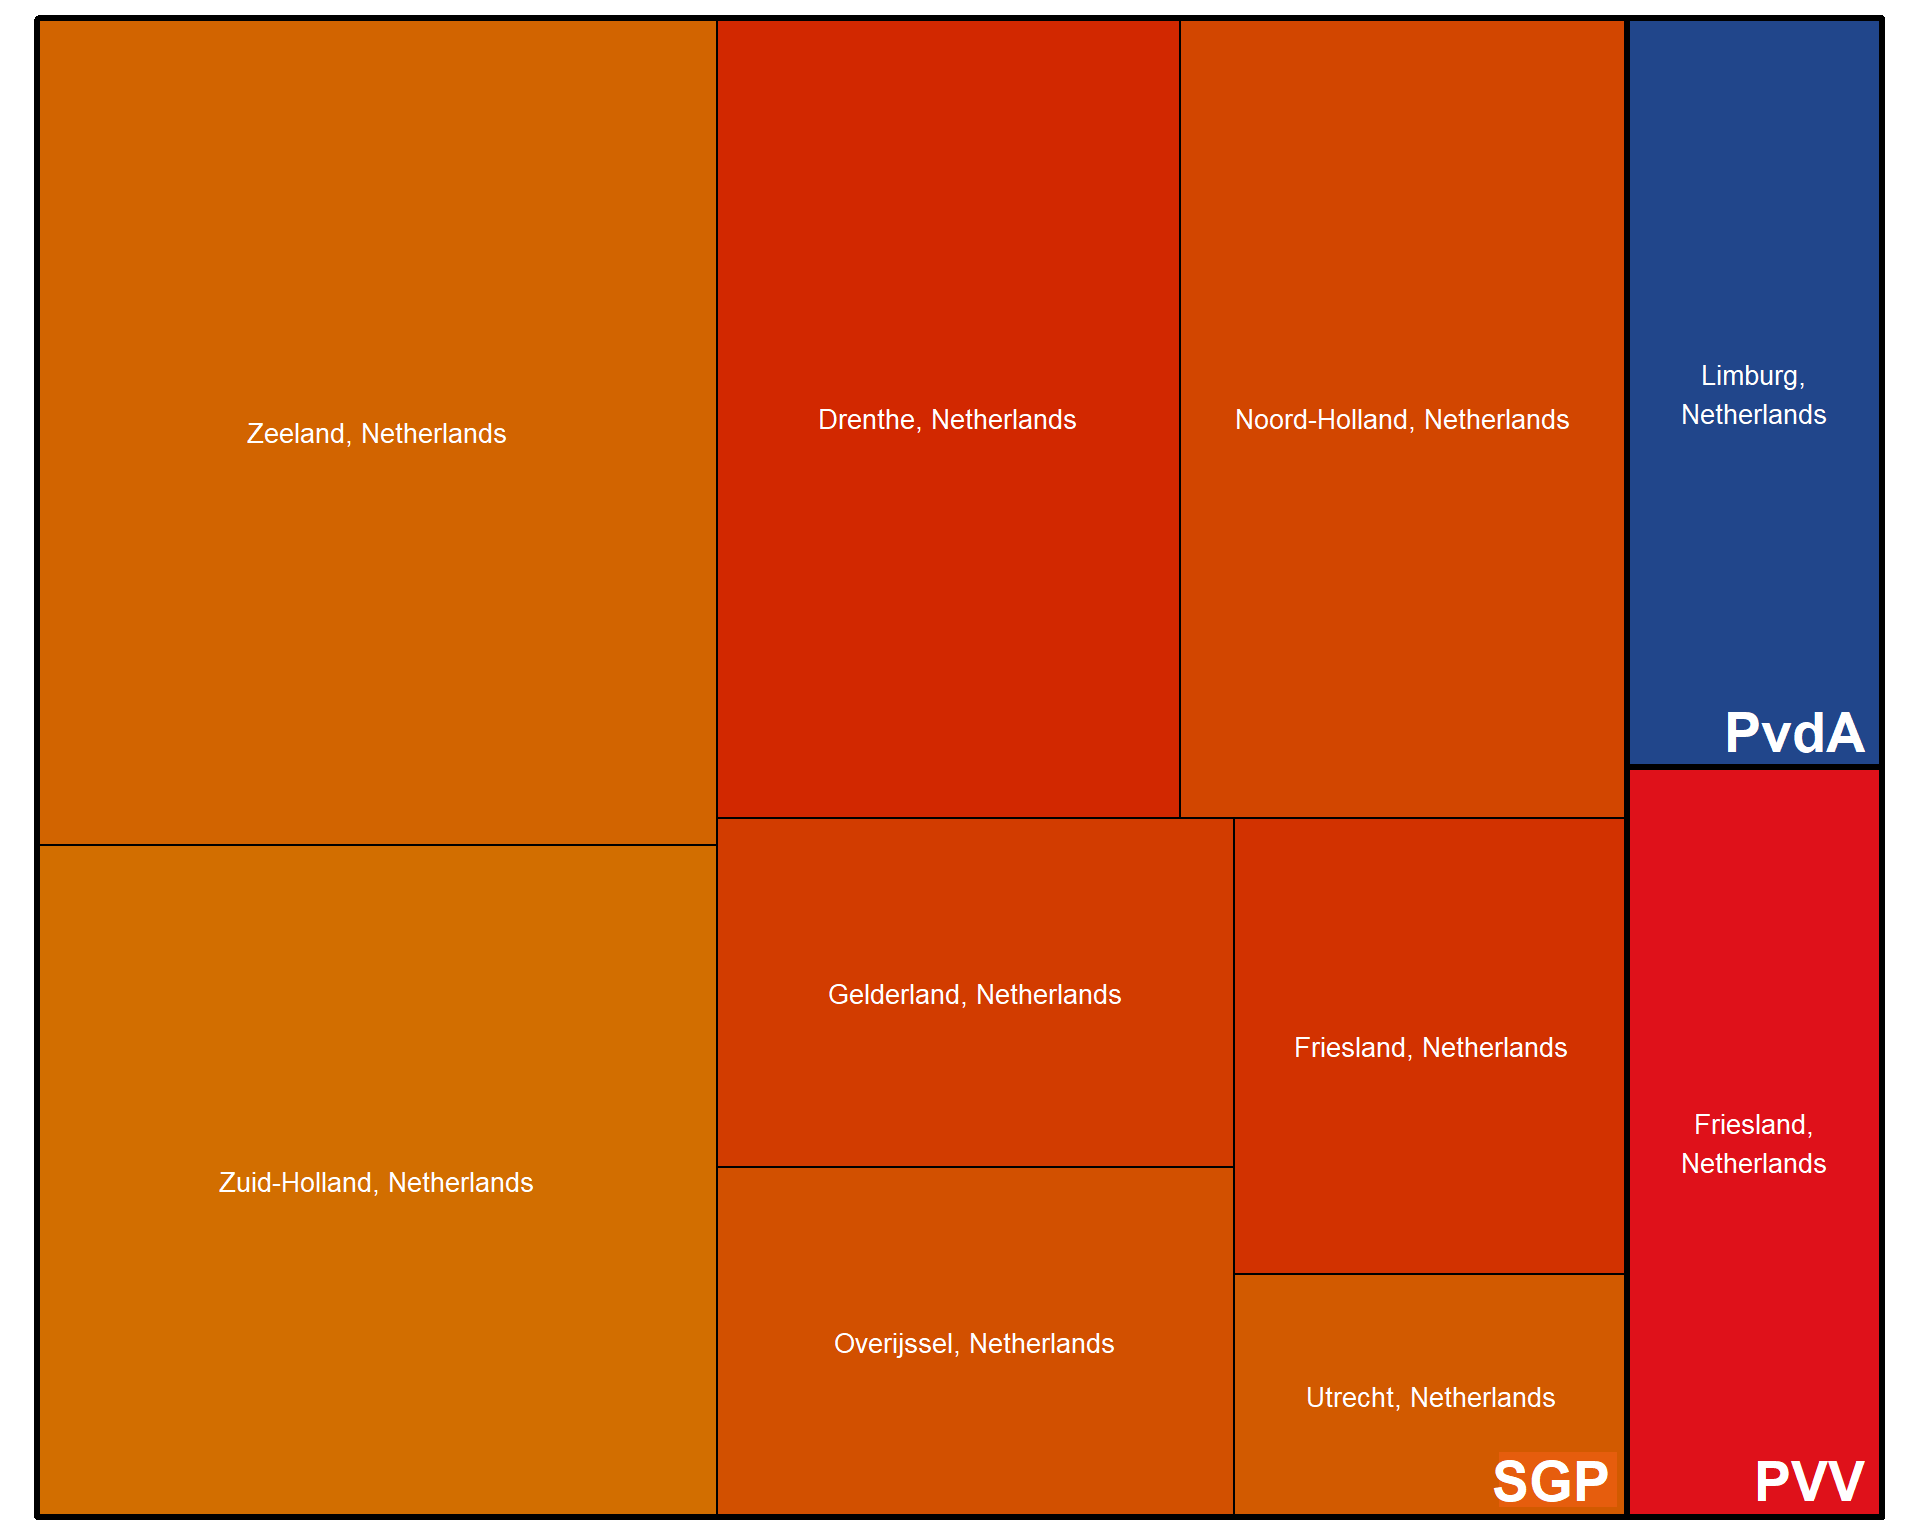 Zeeland, Netherlands
Drenthe, Netherlands
Noord-Holland, Netherlands
Limburg,
Netherlands
PvdA
Zuid-Holland, Netherlands
Gelderland, Netherlands
Friesland, Netherlands
Overijssel, Netherlands
Utrecht, Netherlands
SGP
Friesland,
Netherlands
PVV